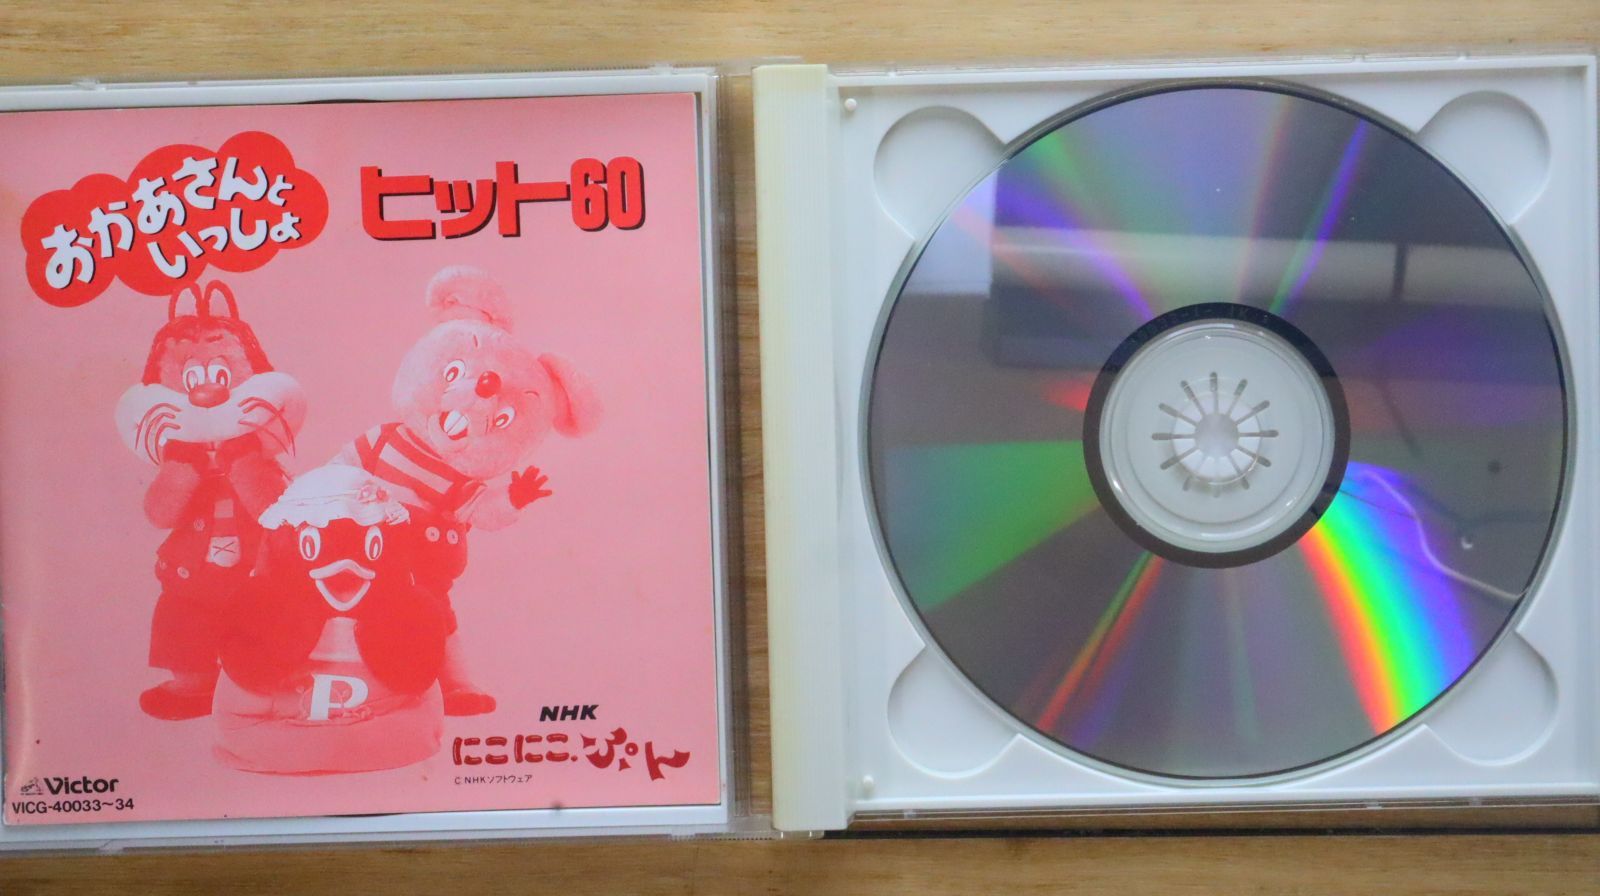 おかあさんと
いっしょ
ヒット60
P
NHK
にこにこ、ぷん
© NHKソフトウェア
Victor
VICG-40033~34